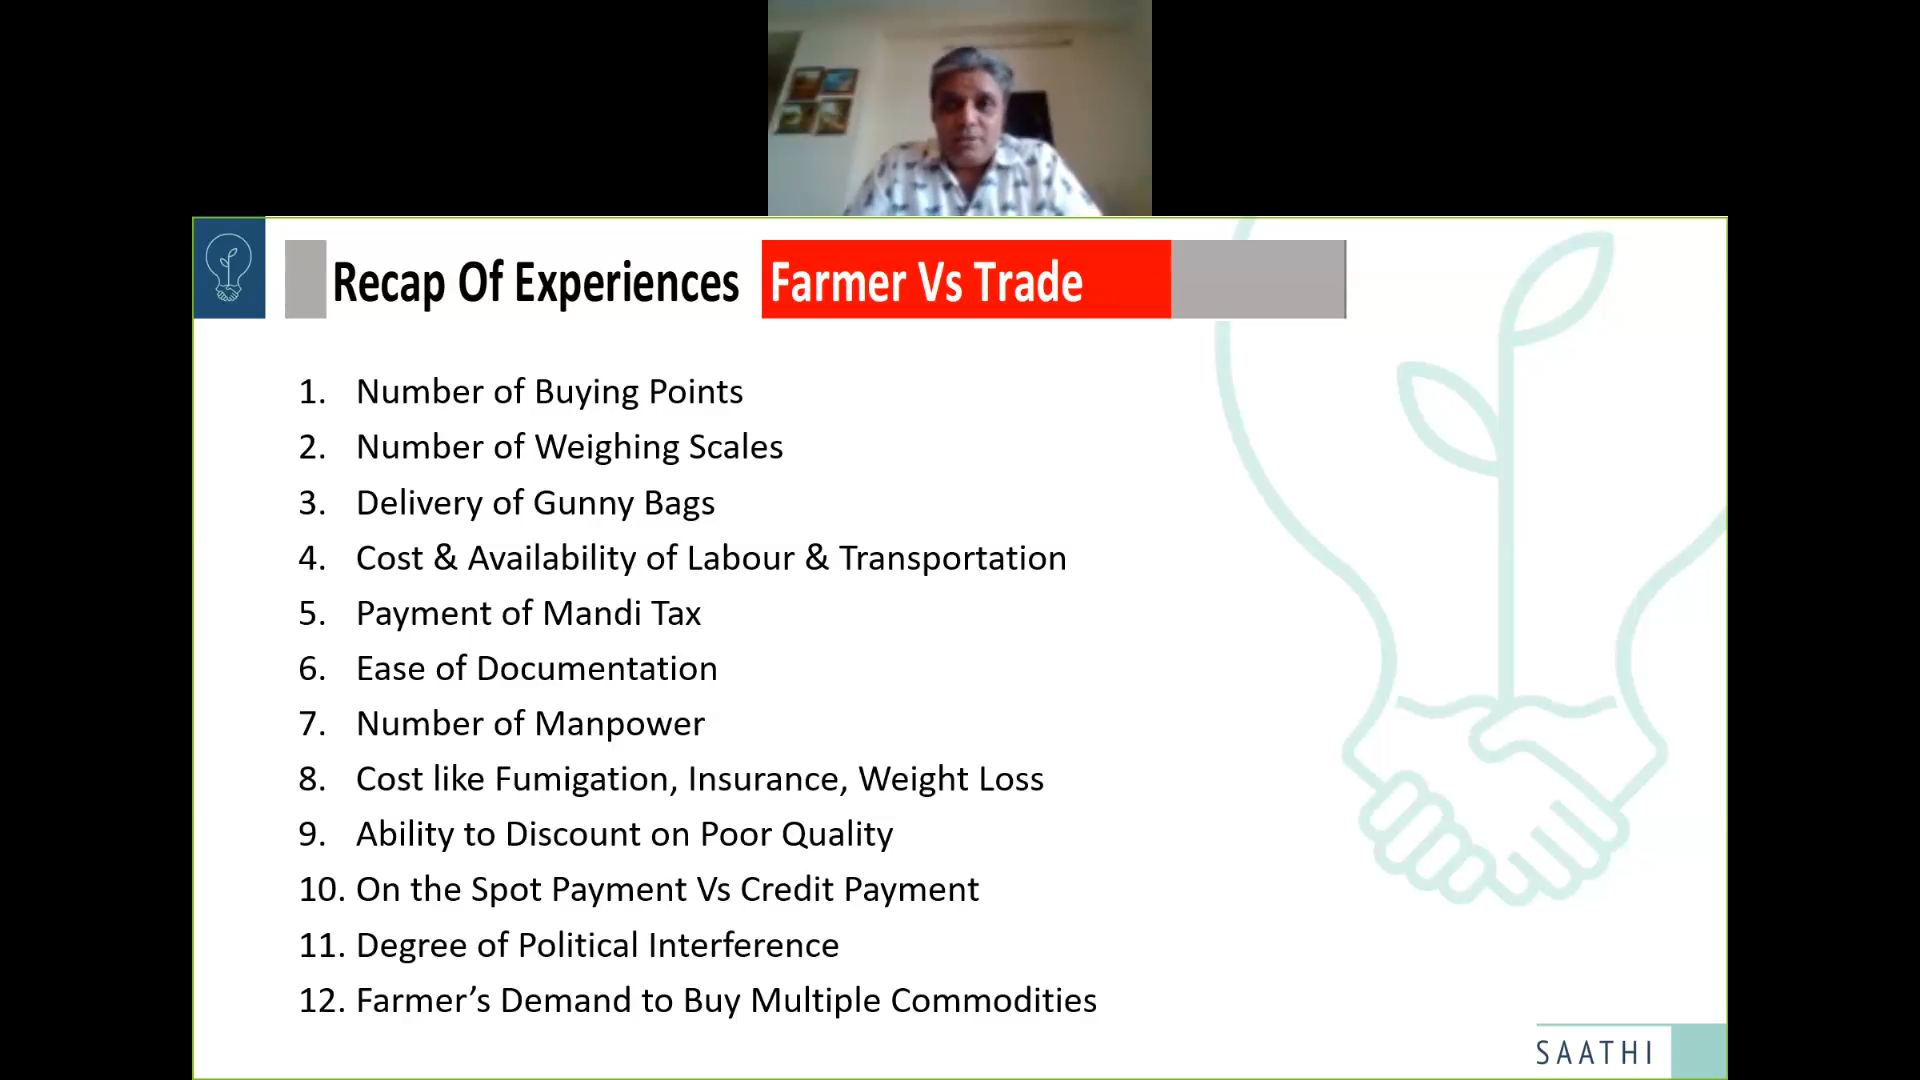 Recap Of Experiences Farmer Vs Trade
1. Number of Buying Points
2. Number of Weighing Scales
3. Delivery of Gunny Bags
4. Cost & Availability of Labour & Transportation
5. Payment of Mandi Tax
6. Ease of Documentation
7. Number of Manpower
8. Cost like Fumigation, Insurance, Weight Loss
9. Ability to Discount on Poor Quality
10. On the Spot Payment Vs Credit Payment
11. Degree of Political Interference
12. Farmer’s Demand to Buy Multiple Commodities
SAATHI